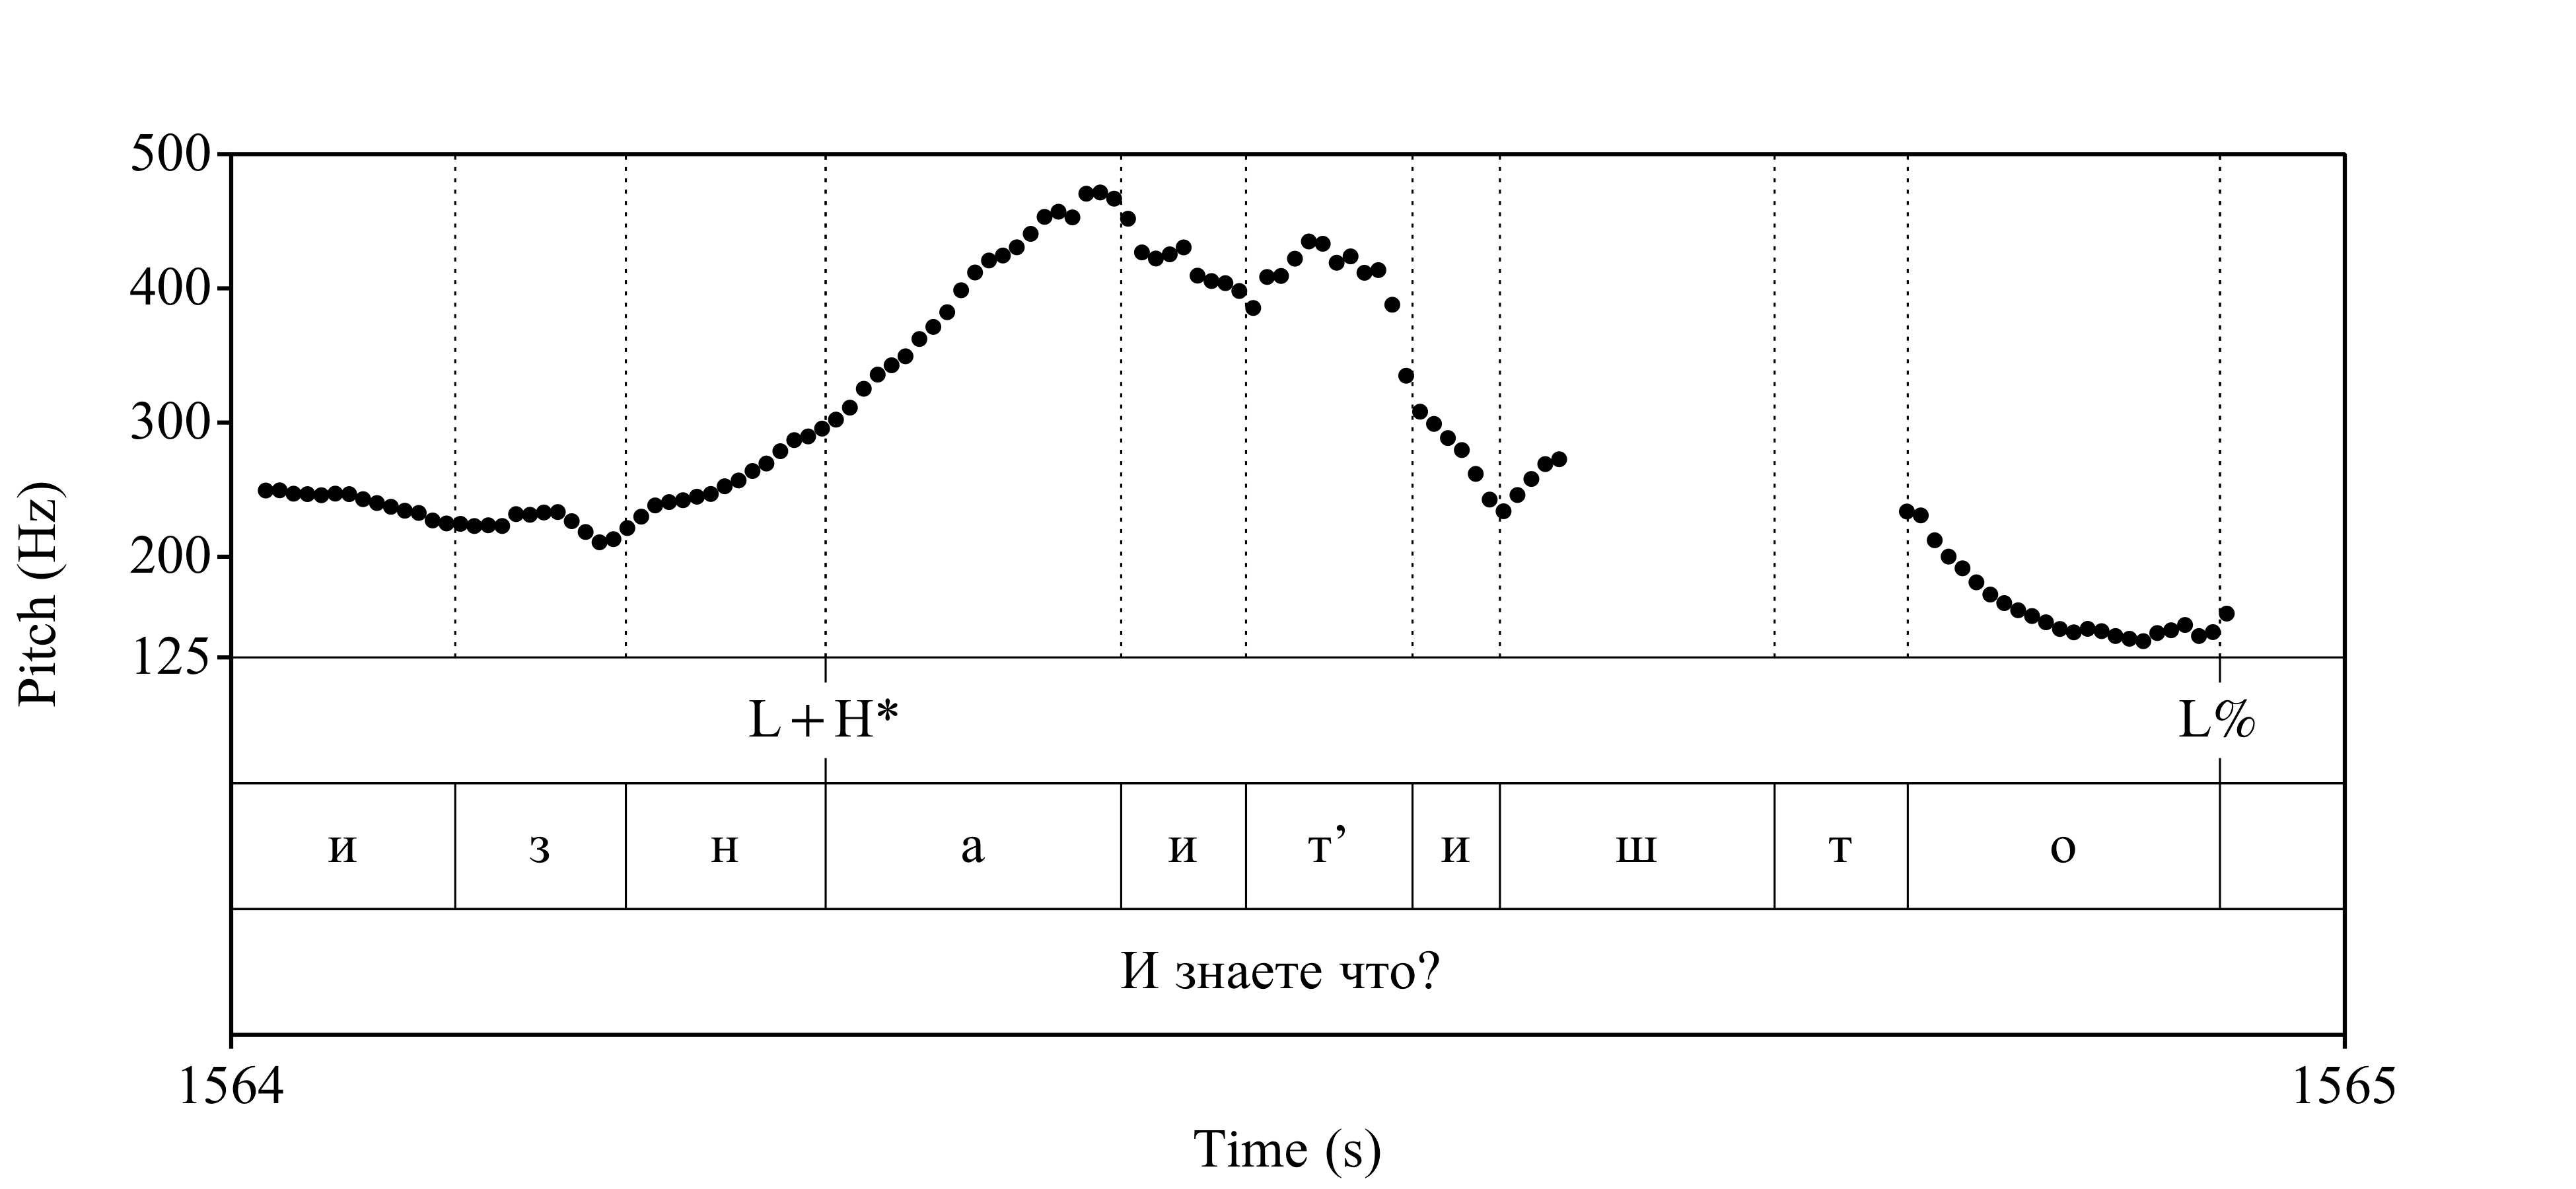 500
400
300
200
125
Pitch (Hz)
L+H* L%
и з н а и т’ и ш т о
И знаете что?
1564 1565
Time (s)